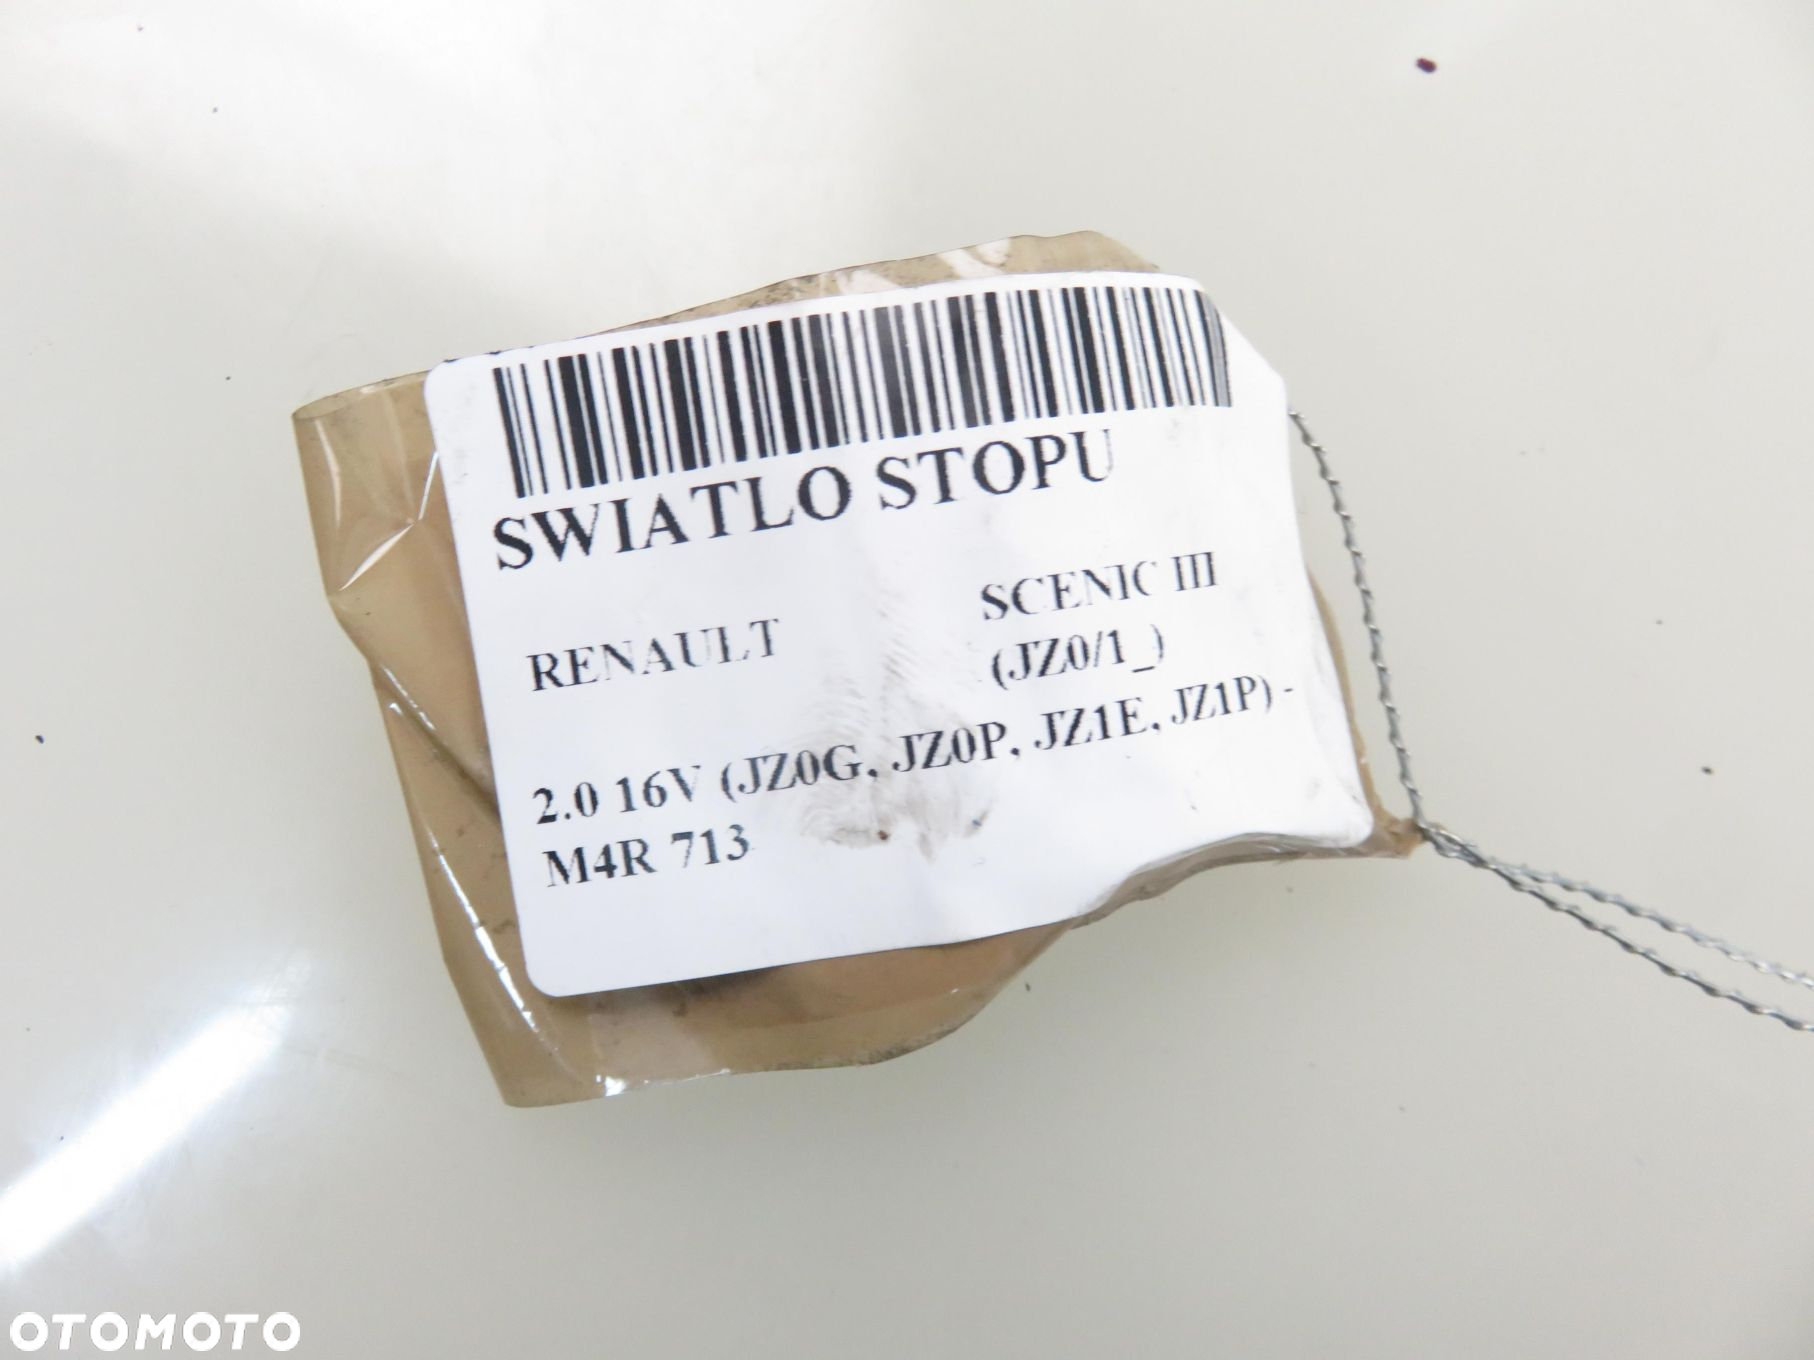 SWIATLO STOPU
RENAULT
SCENIC III
(JZ0/1_)
2.0 16V (JZ0G, JZ0P, JZ1E, JZ1P) -
M4R 713
OTOMOTO